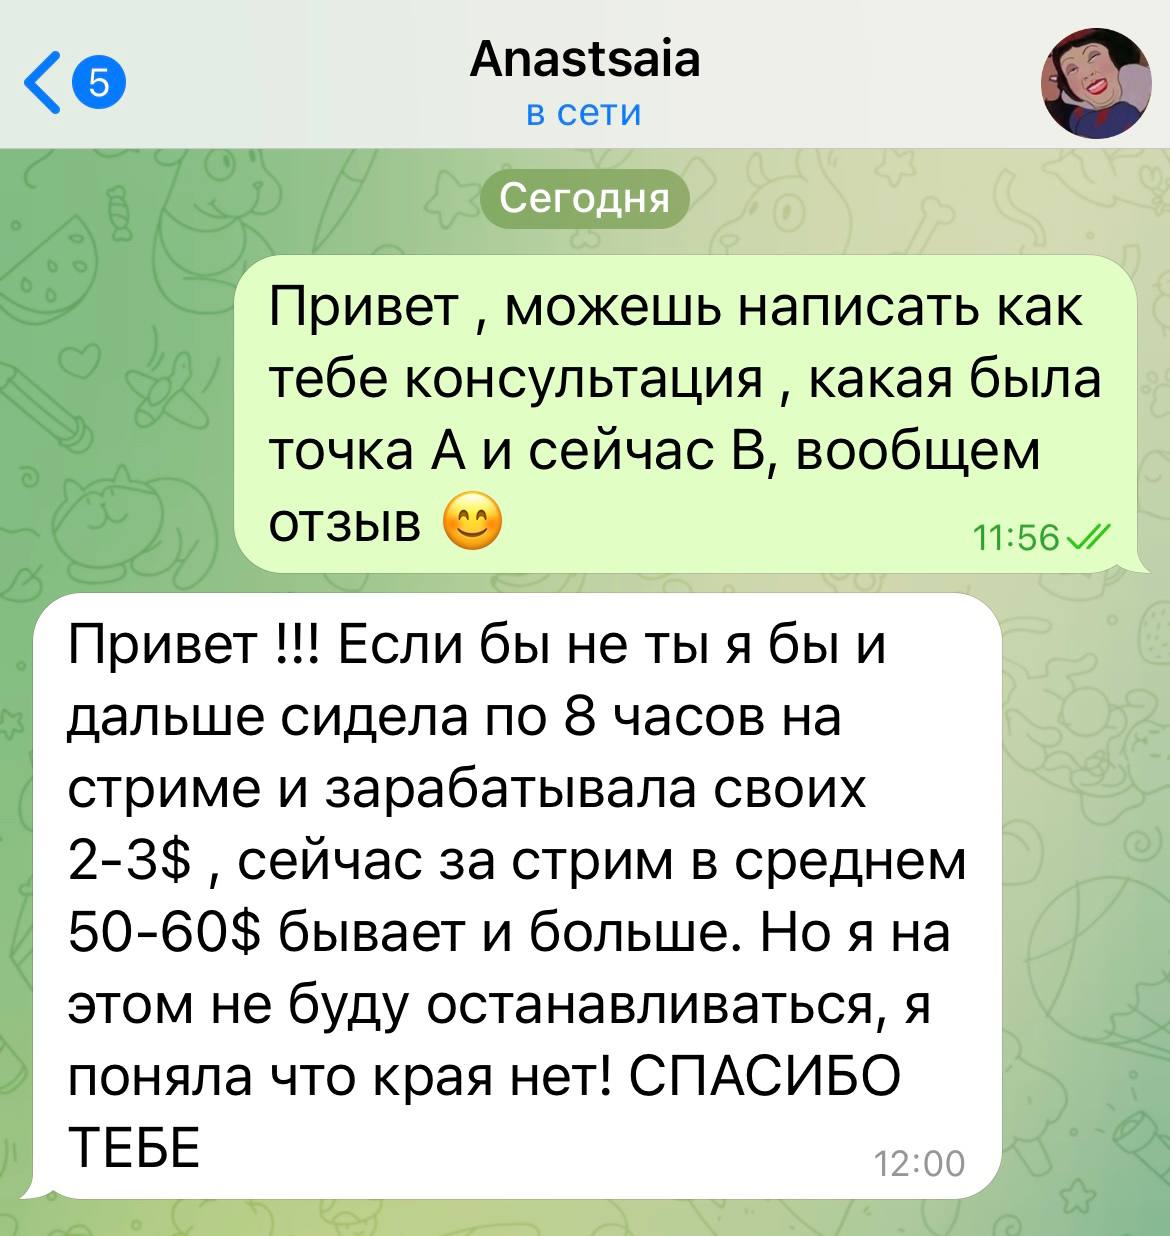 5
Anastsaia
в сети
Сегодня
Привет , можешь написать как
тебе консультация , какая была
точка А и сейчас В, вообщем
отзыв 😊
11:56
Привет !!! Если бы не ты я бы и
дальше сидела по 8 часов на
стриме и зарабатывала своих
2-3$ , сейчас за стрим в среднем
50-60$ бывает и больше. Но я на
этом не буду останавливаться, я
поняла что края нет! СПАСИБО
ТЕБЕ
12:00